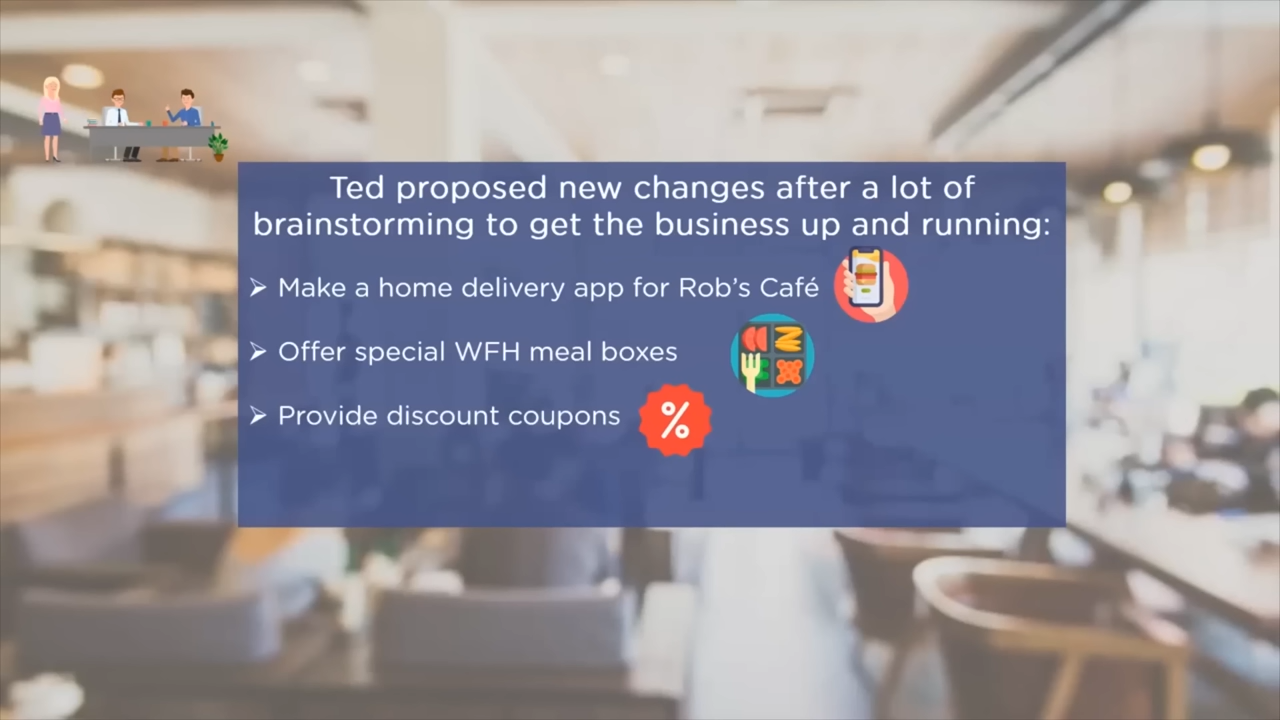 Ted proposed new changes after a lot of
brainstorming to get the business up and running:
➢ Make a home delivery app for Rob's Café
➢ Offer special WFH meal boxes
➢ Provide discount coupons
%